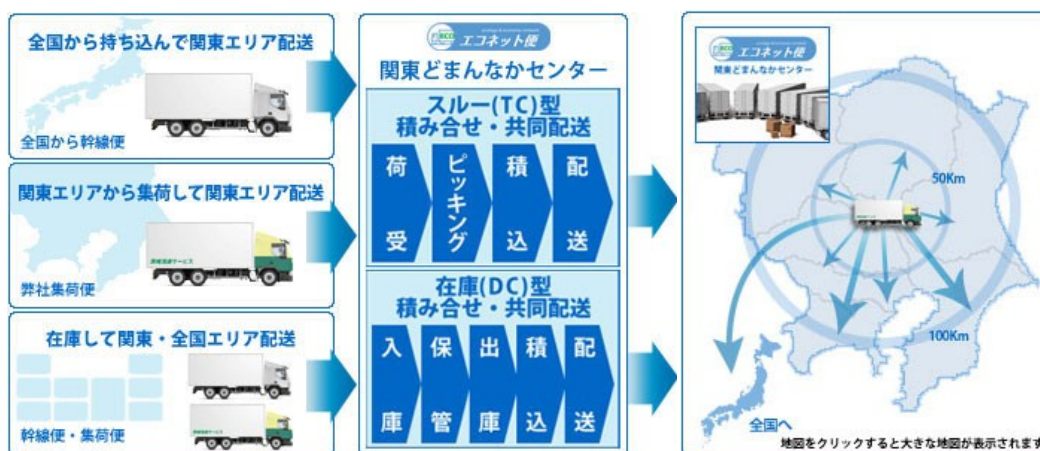 全国から持ち込んで関東エリア配送
全国から幹線便
関東エリアから集荷して関東エリア配送
弊社集荷便
在庫して関東・全国エリア配送
幹線便・集荷便
ECO
エコネット便
関東どまんなかセンター
スルー(TC)型
積み合せ・共同配送
荷受
ピッキング
積込
配送
在庫(DC)型
積み合せ・共同配送
入庫
保管
出庫
積込
配送
ECO
エコネット便
関東どまんなかセンター
50Km
100Km
全国へ
地図をクリックすると大きな地図が表示されます